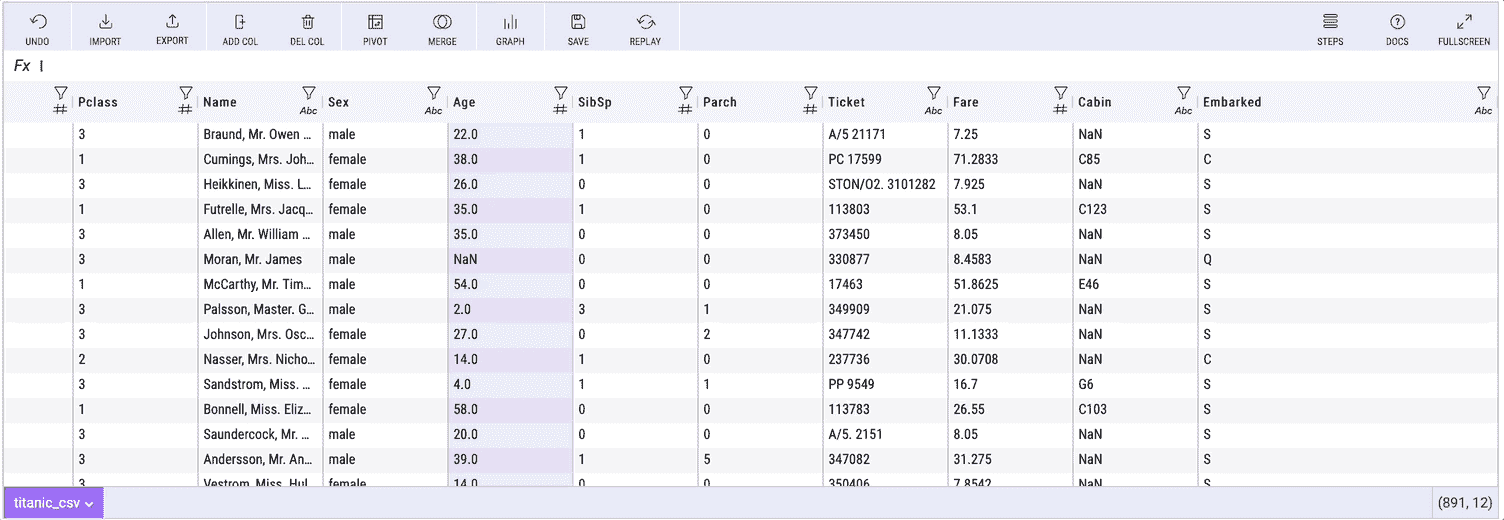 UNDO IMPORT EXPORT ADD COL DEL COL PIVOT MERGE GRAPH SAVE REPLAY STEPS DOCS FULLSCREEN
Fx
# Pclass # Name Abc Sex Abc Age # SibSp # Parch # Ticket Abc Fare # Cabin Abc Embarked Abc
3 Braund, Mr. Owen ... male 22.0 1 0 A/5 21171 7.25 NaN S
1 Cumings, Mrs. Joh... female 38.0 1 0 PC 17599 71.2833 C85 C
3 Heikkinen, Miss. L... female 26.0 0 0 STON/O2. 3101282 7.925 NaN S
1 Futrelle, Mrs. Jacq... female 35.0 1 0 113803 53.1 C123 S
3 Allen, Mr. William ... male 35.0 0 0 373450 8.05 NaN S
3 Moran, Mr. James male NaN 0 0 330877 8.4583 NaN Q
1 McCarthy, Mr. Tim... male 54.0 0 0 17463 51.8625 E46 S
3 Palsson, Master. G... male 2.0 3 1 349909 21.075 NaN S
3 Johnson, Mrs. Osc... female 27.0 0 2 347742 11.1333 NaN S
2 Nasser, Mrs. Nicho... female 14.0 1 0 237736 30.0708 NaN C
3 Sandstrom, Miss. ... female 4.0 1 1 PP 9549 16.7 G6 S
1 Bonnell, Miss. Eliz... female 58.0 0 0 113783 26.55 C103 S
3 Saundercock, Mr. ... male 20.0 0 0 A/5. 2151 8.05 NaN S
3 Andersson, Mr. An... male 39.0 1 5 347082 31.275 NaN S
3 Vestrom, Miss. Hul... female 14.0 0 0 350406 7.8542 NaN S
titanic_csv (891, 12)